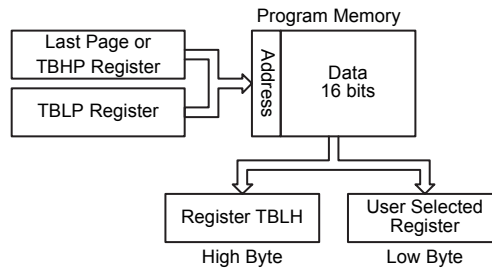 Program Memory
Last Page or
TBHP Register
TBLP Register
Address
Data
16 bits
Register TBLH
User Selected
Register
High Byte
Low Byte